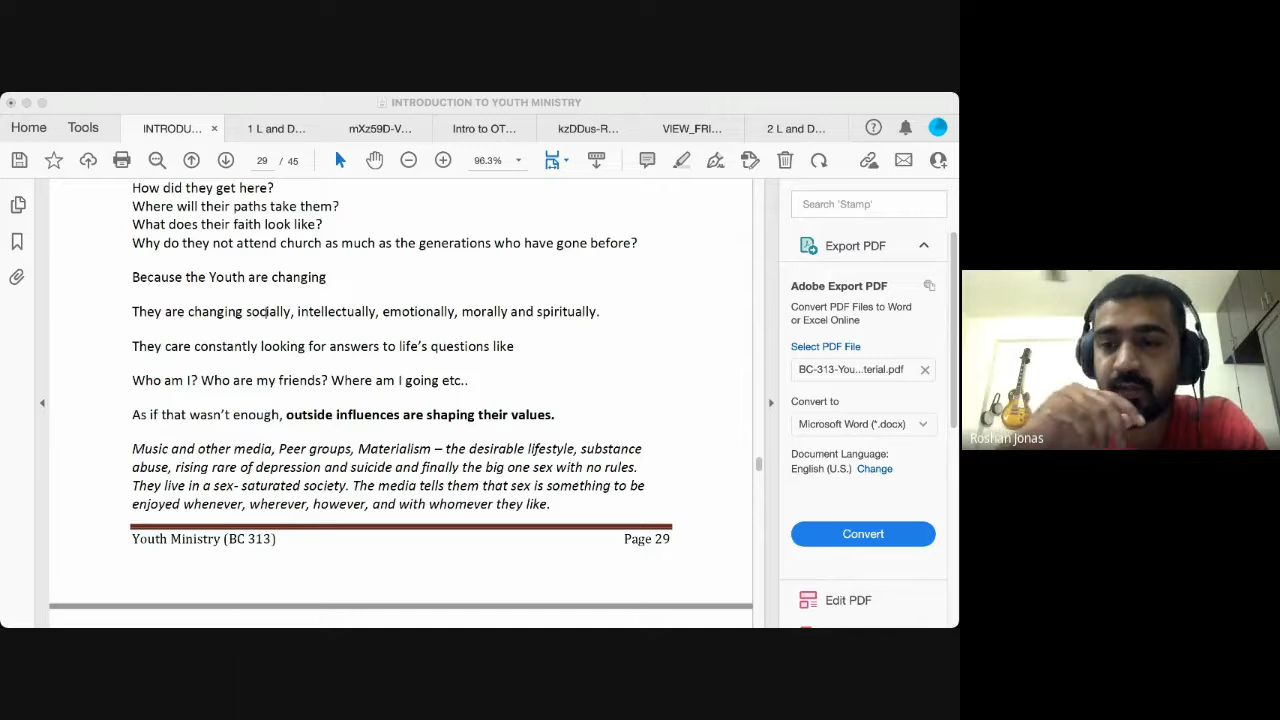 INTRODUCTION TO YOUTH MINISTRY
Home Tools INTRODU... × 1 L and D... mXz59D-V... Intro to OT... kzDDus-R... VIEW_FRI... 2 L and D...
29 / 45 96.3%
How did they get here?
Where will their paths take them?
What does their faith look like?
Why do they not attend church as much as the generations who have gone before?
Because the Youth are changing
They are changing socially, intellectually, emotionally, morally and spiritually.
They care constantly looking for answers to life’s questions like
Who am I? Who are my friends? Where am I going etc..
As if that wasn’t enough, outside influences are shaping their values.
Music and other media, Peer groups, Materialism – the desirable lifestyle, substance
abuse, rising rare of depression and suicide and finally the big one sex with no rules.
They live in a sex- saturated society. The media tells them that sex is something to be
enjoyed whenever, wherever, however, and with whomever they like.
Youth Ministry (BC 313) Page 29
Search 'Stamp'
Export PDF
Adobe Export PDF
Convert PDF Files to Word
or Excel Online
Select PDF File
BC-313-You...terial.pdf
Convert to
Microsoft Word (*.docx)
Document Language:
English (U.S.) Change
Convert
Edit PDF
Roshan Jonas